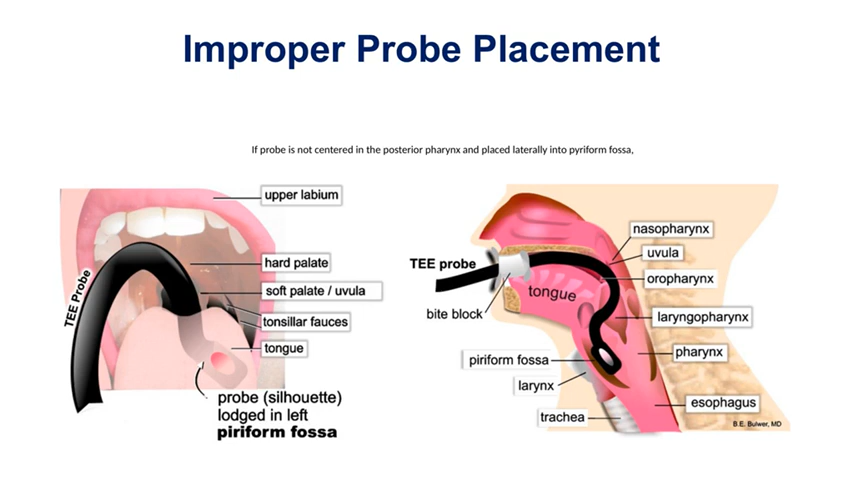 Improper Probe Placement
If probe is not centered in the posterior pharynx and placed laterally into pyriform fossa,
upper labium
hard palate
soft palate / uvula
tonsillar fauces
tongue
TEE Probe
probe (silhouette)
lodged in left
piriform fossa
nasopharynx
uvula
TEE probe
oropharynx
tongue
bite block
laryngopharynx
pharynx
piriform fossa
larynx
esophagus
trachea
B.E. Bulwer, MD